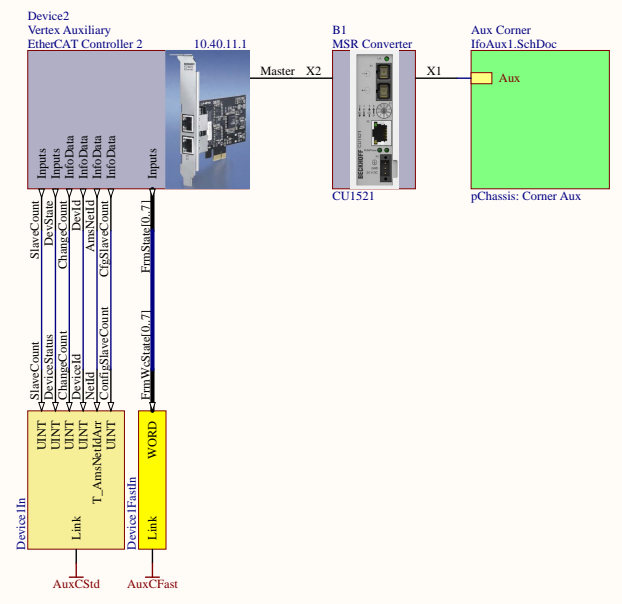 Device2
Vertex Auxiliary
EtherCAT Controller 2 10.40.11.1
B1
MSR Converter
Aux Corner
IfoAux1.SchDoc
Master X2
X1
Aux
BECKHOFF CU1521
CU1521
pChassis: Corner Aux
Inputs
Inputs
InfoData
InfoData
InfoData
InfoData
Inputs
SlaveCount
DevState
ChangeCount
DevId
AmsNetId
CfgSlaveCount
FrmState[0..7]
SlaveCount
DeviceStatus
ChangeCount
DeviceId
NetId
ConfigSlaveCount
FrmWcState[0..7]
UINT
UINT
UINT
UINT
T_AmsNetIdArr
UINT
WORD
Device1In
Link
Device1FastIn
Link
AuxCStd
AuxCFast